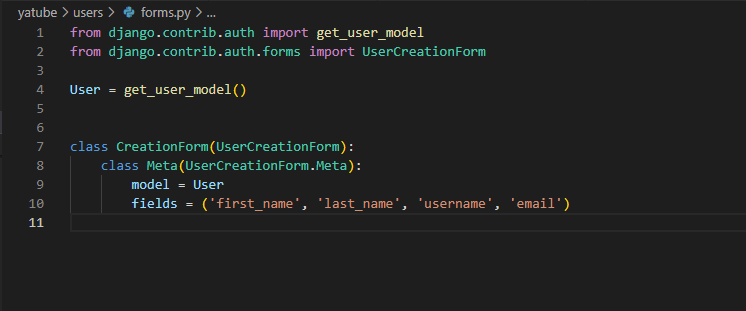 yatube > users > forms.py > ...
1 from django.contrib.auth import get_user_model
2 from django.contrib.auth.forms import UserCreationForm
3
4 User = get_user_model()
5
6
7 class CreationForm(UserCreationForm):
8     class Meta(UserCreationForm.Meta):
9         model = User
10         fields = ('first_name', 'last_name', 'username', 'email')
11